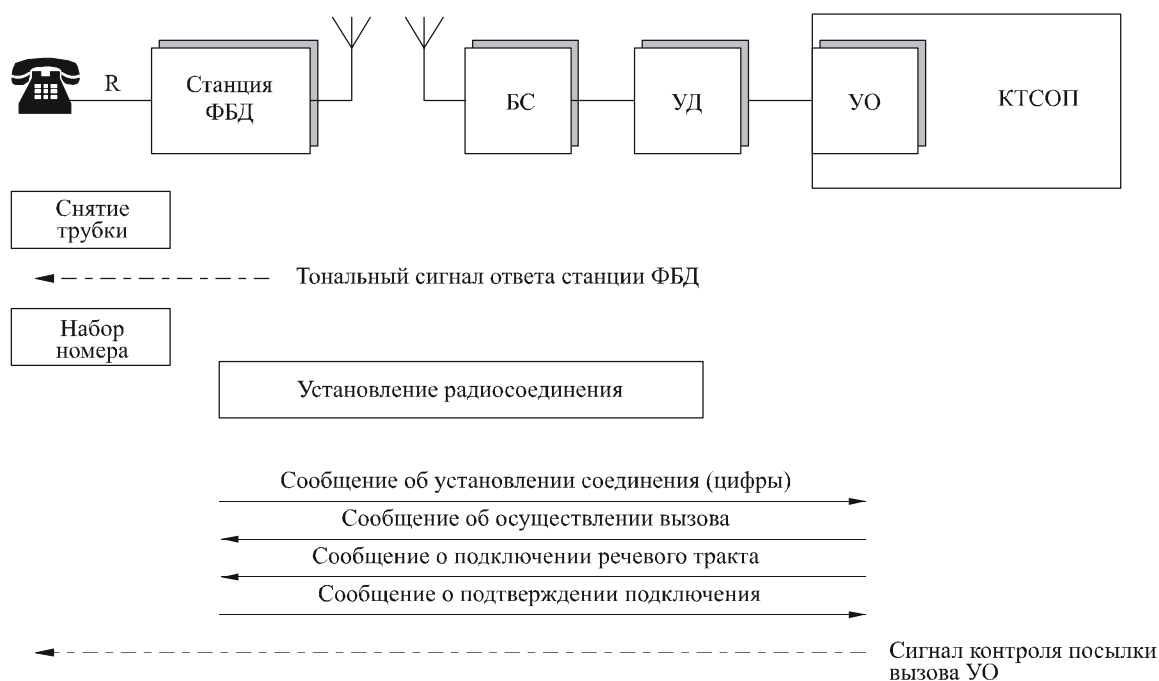 R
Станция
ФБД
БС
УД
УО
КТСОП
Снятие
трубки
Тональный сигнал ответа станции ФБД
Набор
номера
Установление радиосоединения
Сообщение об установлении соединения (цифры)
Сообщение об осуществлении вызова
Сообщение о подключении речевого тракта
Сообщение о подтверждении подключения
Сигнал контроля посылки
вызова УО